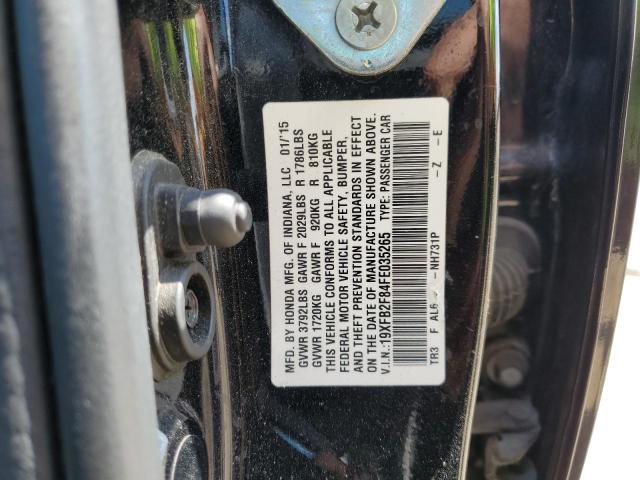 MFD. BY HONDA MFG. OF INDIANA, LLC 01/'15
GVWR 3792LBS GAWR F 2029LBS R 1786LBS
GVWR 1720KG GAWR F 920KG R 810KG
THIS VEHICLE CONFORMS TO ALL APPLICABLE
FEDERAL MOTOR VEHICLE SAFETY, BUMPER,
AND THEFT PREVENTION STANDARDS IN EFFECT
ON THE DATE OF MANUFACTURE SHOWN ABOVE.
V.I.N.:19XFB2F84FE035265 TYPE: PASSENGER CAR
TR3 F AL6 - NH731P -Z -E